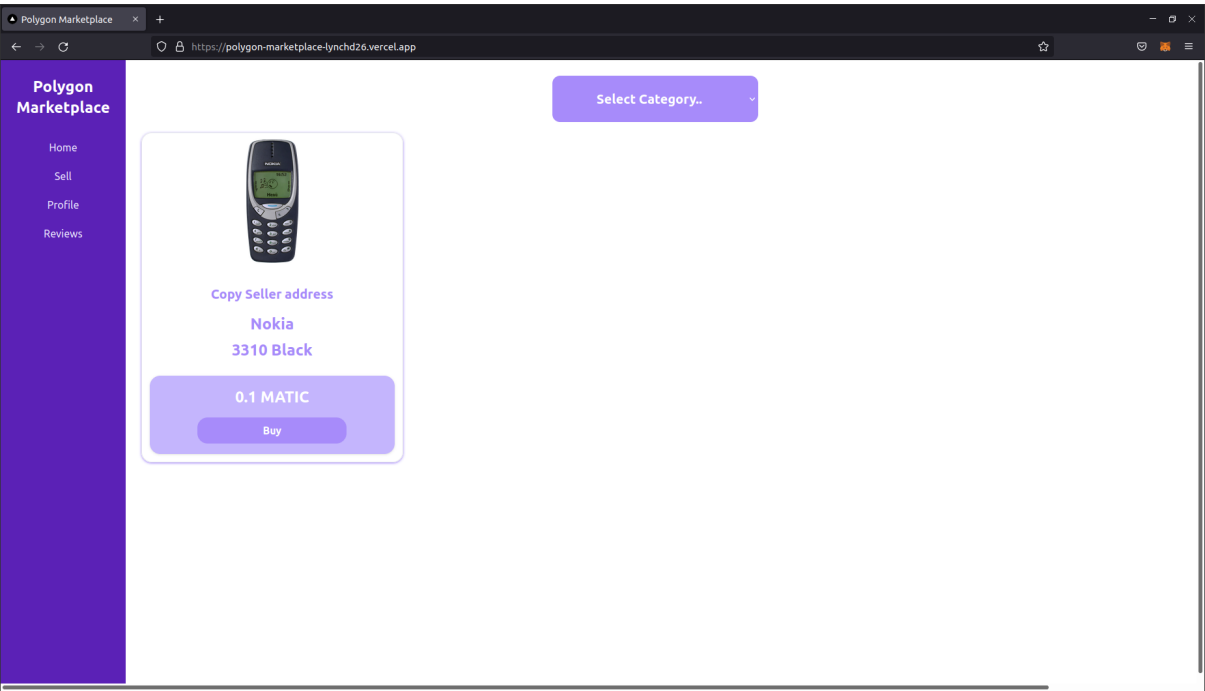 Polygon Marketplace
https://polygon-marketplace-lynchd26.vercel.app
Polygon
Marketplace
Home
Sell
Profile
Reviews
Select Category..
NOKIA
Copy Seller address
Nokia
3310 Black
0.1 MATIC
Buy